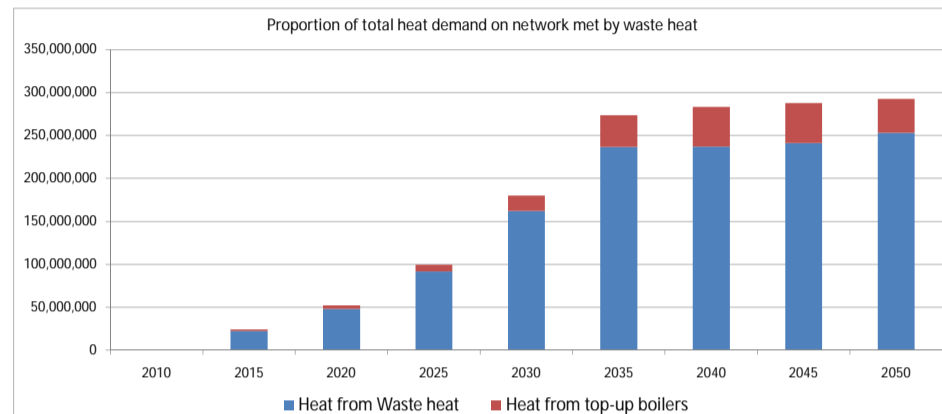 Proportion of total heat demand on network met by waste heat
350,000,000
300,000,000
250,000,000
200,000,000
150,000,000
100,000,000
50,000,000
0
2010 2015 2020 2025 2030 2035 2040 2045 2050
Heat from Waste heat Heat from top-up boilers